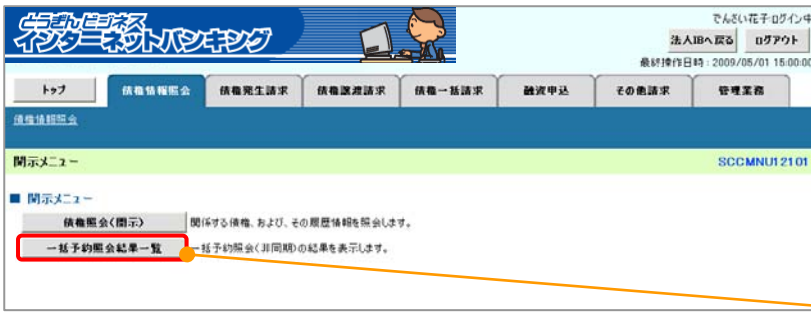 とうぎんビジネス
インターネットバンキング
でんさい花子ログイン中
法人IBへ戻る ログアウト
最終操作日時：2009/05/01 15:00:00
トップ 債権情報照会 債権発生請求 債権譲渡請求 債権一括請求 融資申込 その他請求 管理業務
債権情報照会
開示メニュー SCCMNU12101
■ 開示メニュー
債権照会(開示) 関係する債権、および、その履歴情報を照会します。
一括予約照会結果一覧 一括予約照会(非同期)の結果を表示します。